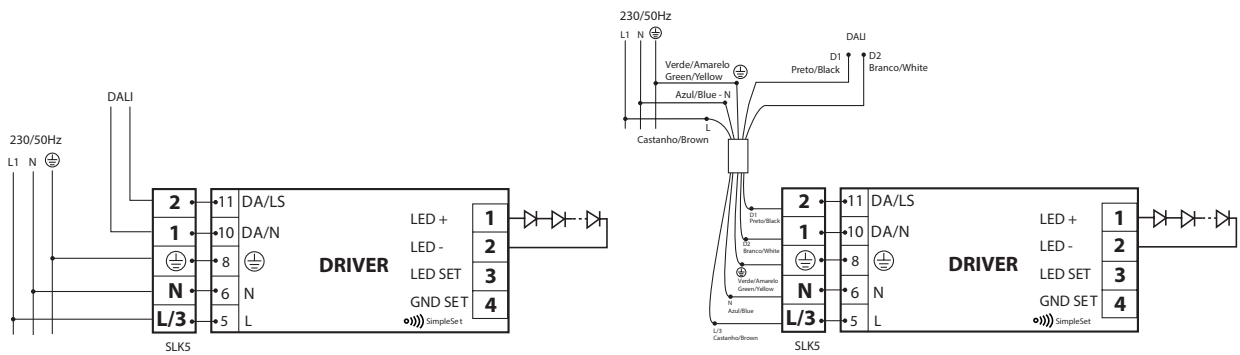 DALI
230/50Hz
L1 N
2 11 DA/LS
1 10 DA/N
8
N 6 N
L/3 5 L
SLK5
DRIVER
LED + 1
LED - 2
LED SET 3
GND SET 4
SimpleSet
230/50Hz
L1 N
Verde/Amarelo
Green/Yellow
Azul/Blue - N
L
Castanho/Brown
DALI
D1 D2
Preto/Black Branco/White
D1
Preto/Black
D2
Branco/White
Verde/Amarelo
Green/Yellow
N
Azul/Blue
L/3
Castanho/Brown
2 11 DA/LS
1 10 DA/N
8
N 6 N
L/3 5 L
SLK5
DRIVER
LED + 1
LED - 2
LED SET 3
GND SET 4
SimpleSet